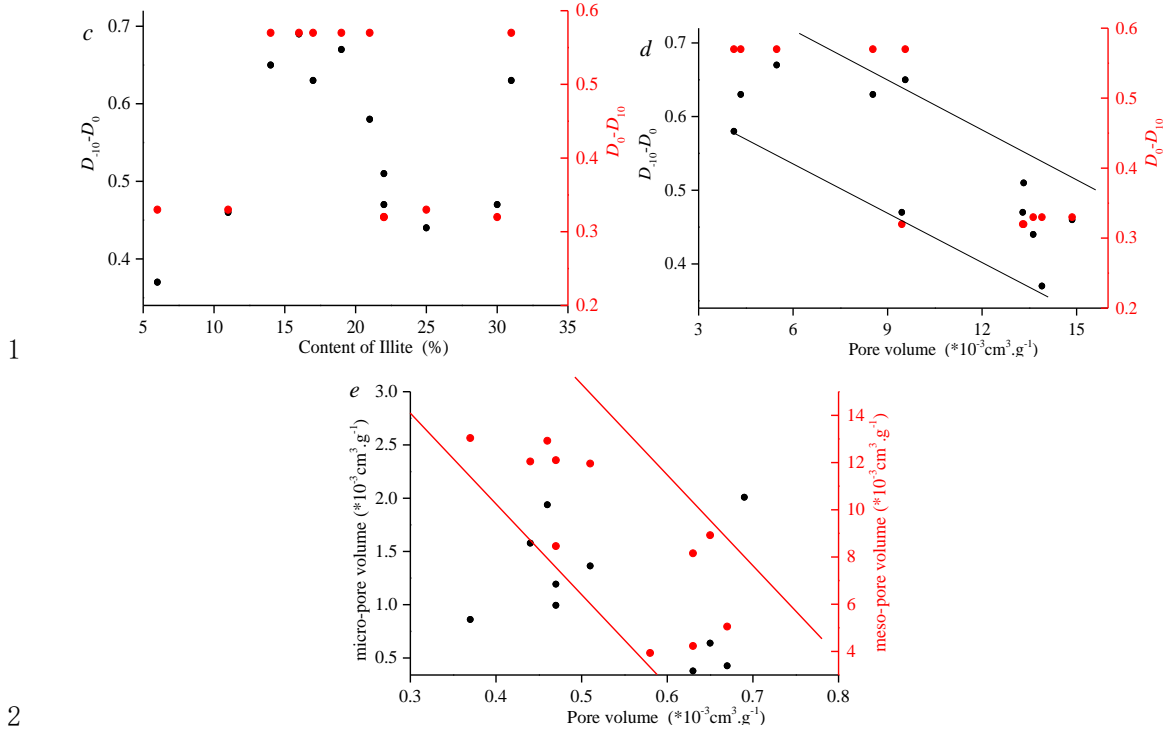 c
D-10-D0
0.7
0.6
0.5
0.4
5 10 15 20 25 30 35
Content of Illite (%)
0.6
0.5
0.4
0.3
0.2
D0-D10
d
D-10-D0
0.7
0.6
0.5
0.4
3 6 9 12 15
Pore volume (*10-3cm3.g-1)
0.6
0.5
0.4
0.3
0.2
D0-D10
1
e
micro-pore volume (*10-3cm3.g-1)
3.0
2.5
2.0
1.5
1.0
0.5
0.3 0.4 0.5 0.6 0.7 0.8
Pore volume (*10-3cm3.g-1)
14
12
10
8
6
4
meso-pore volume (*10-3cm3.g-1)
2